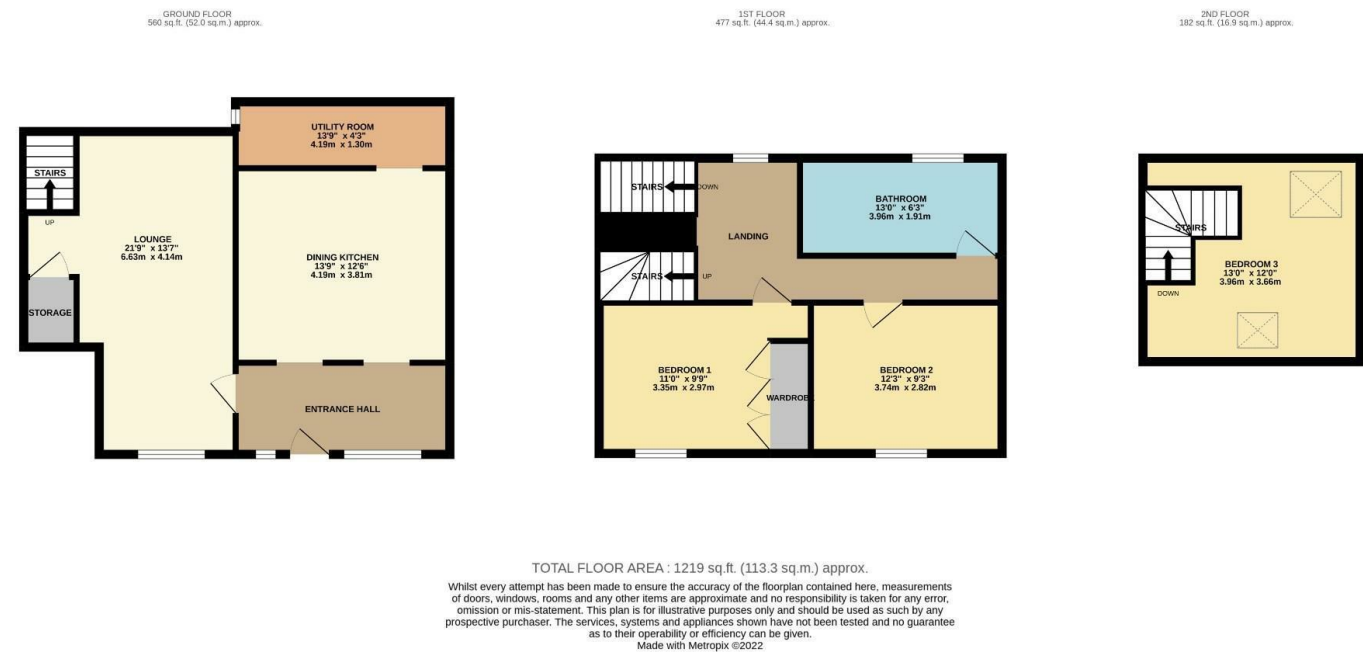 GROUND FLOOR
560 sq.ft. (52.0 sq.m.) approx.
UTILITY ROOM
13'9" x 4'3"
4.19m x 1.30m
STAIRS
UP
LOUNGE
21'9" x 13'7"
6.63m x 4.14m
DINING KITCHEN
13'9" x 12'6"
4.19m x 3.81m
STORAGE
ENTRANCE HALL
1ST FLOOR
477 sq.ft. (44.4 sq.m.) approx.
STAIRS
DOWN
BATHROOM
13'0" x 6'3"
3.96m x 1.91m
LANDING
STAIRS
UP
BEDROOM 1
11'0" x 9'9"
3.35m x 2.97m
WARDROBE
BEDROOM 2
12'3" x 9'3"
3.74m x 2.82m
2ND FLOOR
182 sq.ft. (16.9 sq.m.) approx.
STAIRS
DOWN
BEDROOM 3
13'0" x 12'0"
3.96m x 3.66m
TOTAL FLOOR AREA : 1219 sq.ft. (113.3 sq.m.) approx.
Whilst every attempt has been made to ensure the accuracy of the floorplan contained here, measurements
of doors, windows, rooms and any other items are approximate and no responsibility is taken for any error,
omission or mis-statement. This plan is for illustrative purposes only and should be used as such by any
prospective purchaser. The services, systems and appliances shown have not been tested and no guarantee
as to their operability or efficiency can be given.
Made with Metropix ©2022